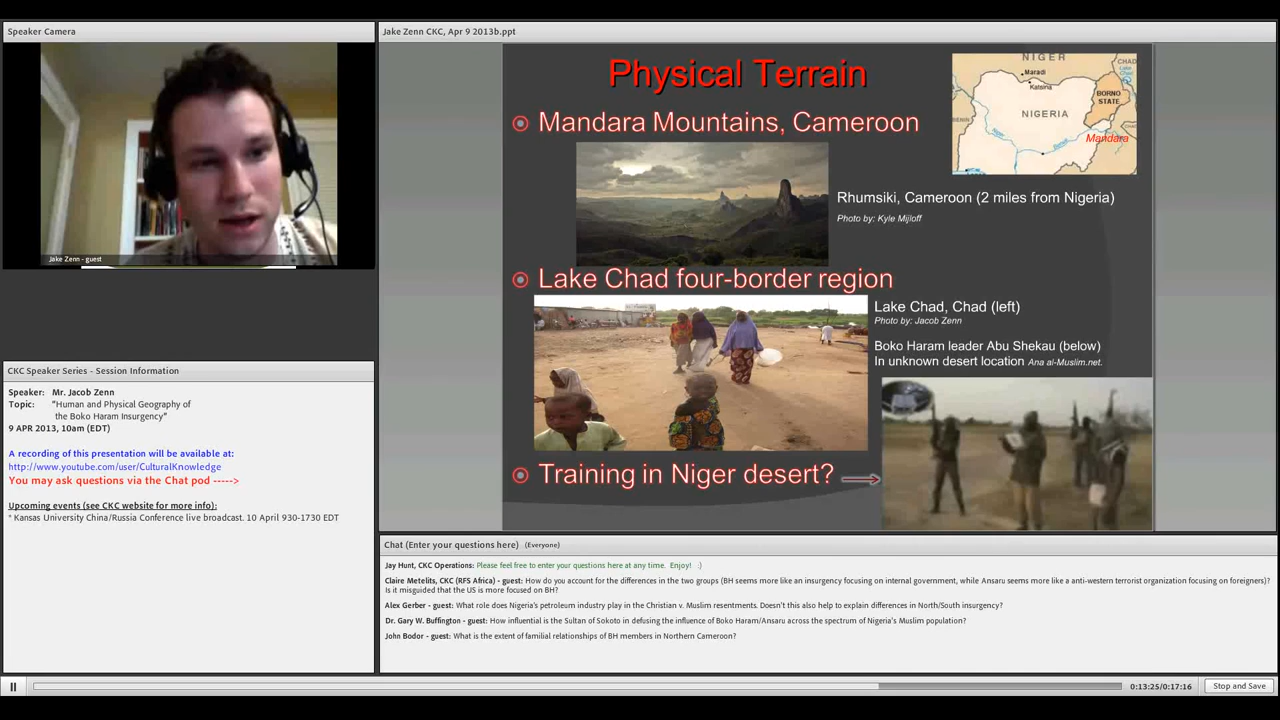 Speaker Camera
Jake Zenn - guest
CKC Speaker Series - Session Information
Speaker: Mr. Jacob Zenn
Topic: "Human and Physical Geography of
the Boko Haram Insurgency"
9 APR 2013, 10am (EDT)
A recording of this presentation will be available at:
http://www.youtube.com/user/CulturalKnowledge
You may ask questions via the Chat pod ----->
Upcoming events (see CKC website for more info):
* Kansas University China/Russia Conference live broadcast. 10 April 930-1730 EDT
Jake Zenn CKC, Apr 9 2013b.ppt
Physical Terrain
NIGER
CHAD
Maradi
Lake
Chad
Katsina
BORNO
STATE
NIGERIA
BENIN
Mandara
Mandara Mountains, Cameroon
Rhumsiki, Cameroon (2 miles from Nigeria)
Photo by: Kyle Mijloff
Lake Chad four-border region
Lake Chad, Chad (left)
Photo by: Jacob Zenn
Boko Haram leader Abu Shekau (below)
In unknown desert location Ana al-Muslim.net.
Training in Niger desert?
Chat (Enter your questions here) (Everyone)
Jay Hunt, CKC Operations: Please feel free to enter your questions here at any time. Enjoy! :)
Claire Metelits, CKC (RFS Africa) - guest: How do you account for the differences in the two groups (BH seems more like an insurgency focusing on internal government, while Ansaru seems more like a anti-western terrorist organization focusing on foreigners)?
Is it misguided that the US is more focused on BH?
Alex Gerber - guest: What role does Nigeria's petroleum industry play in the Christian v. Muslim resentments. Doesn't this also help to explain differences in North/South insurgency?
Dr. Gary W. Buffington - guest: How influential is the Sultan of Sokoto in defusing the influence of Boko Haram/Ansaru across the spectrum of Nigeria's Muslim population?
John Bodor - guest: What is the extent of familial relationships of BH members in Northern Cameroon?
0:13:25/0:17:16
Stop and Save